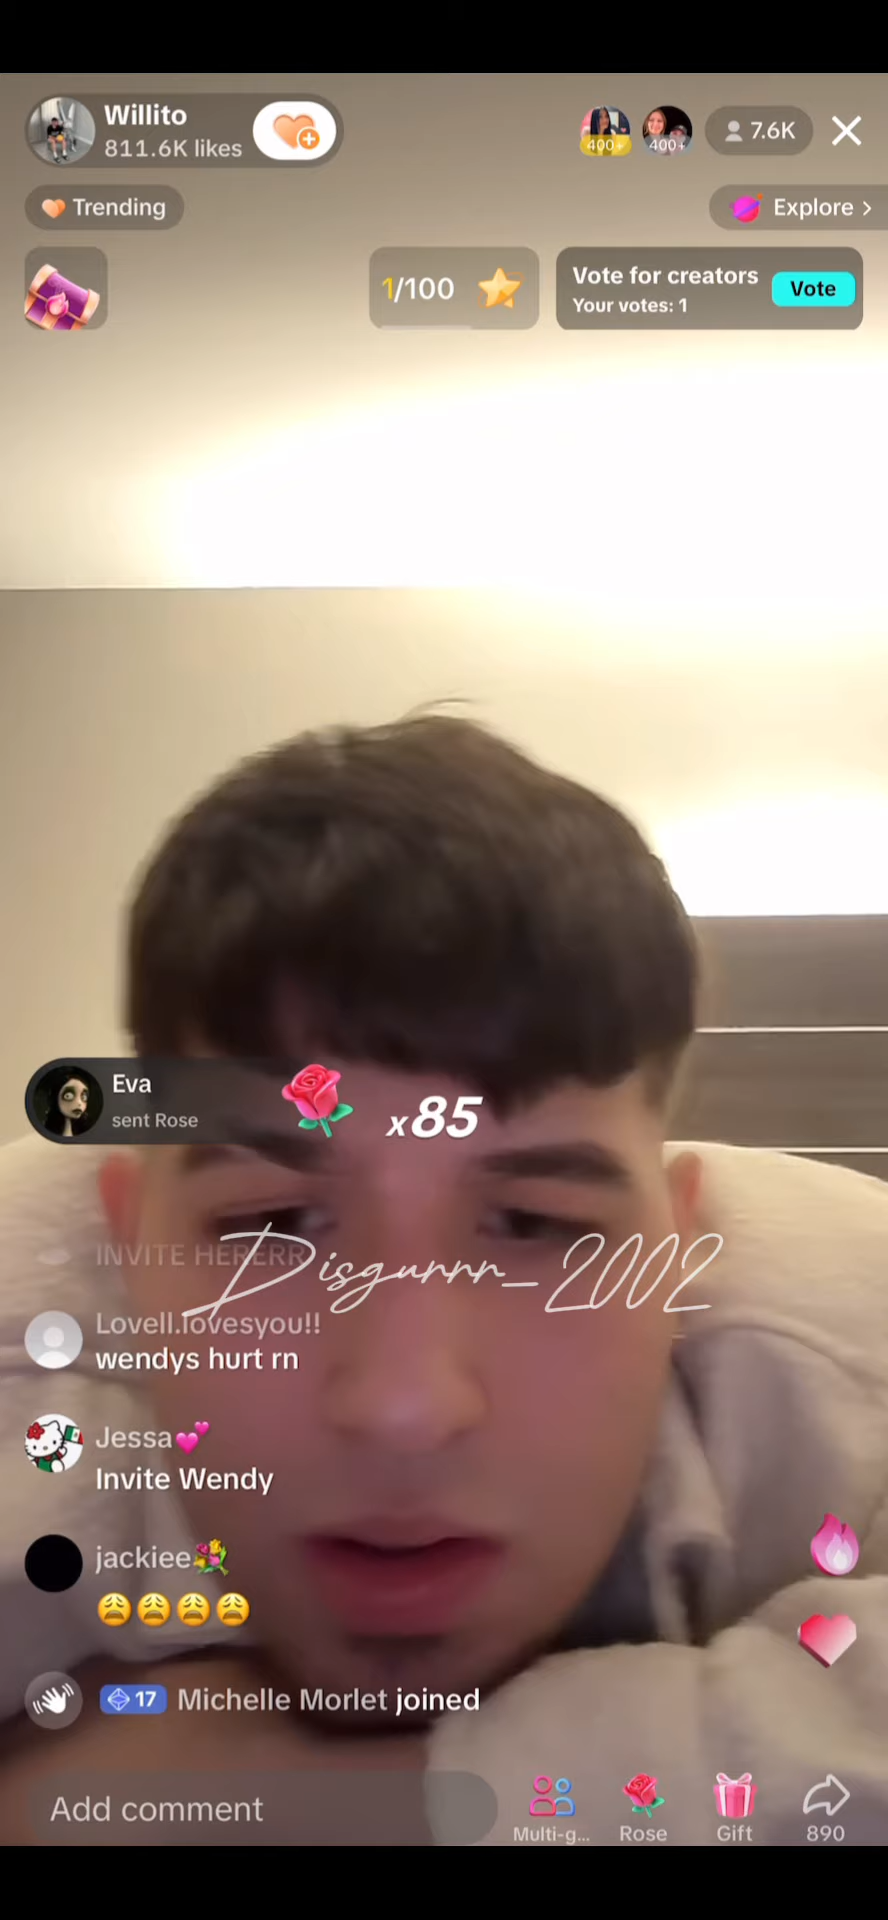 Willito
811.6K likes
400+
400+
7.6K
Trending
Explore
1/100
Vote for creators
Your votes: 1
Vote
Eva
sent Rose
x85
INVITE HERERR
Disgurrr_2002
Lovell.lovesyou!!
wendys hurt rn
Jessa💕
Invite Wendy
jackiee💐
😩😩😩😩
17 Michelle Morlet joined
Add comment
Multi-g...
Rose
Gift
890